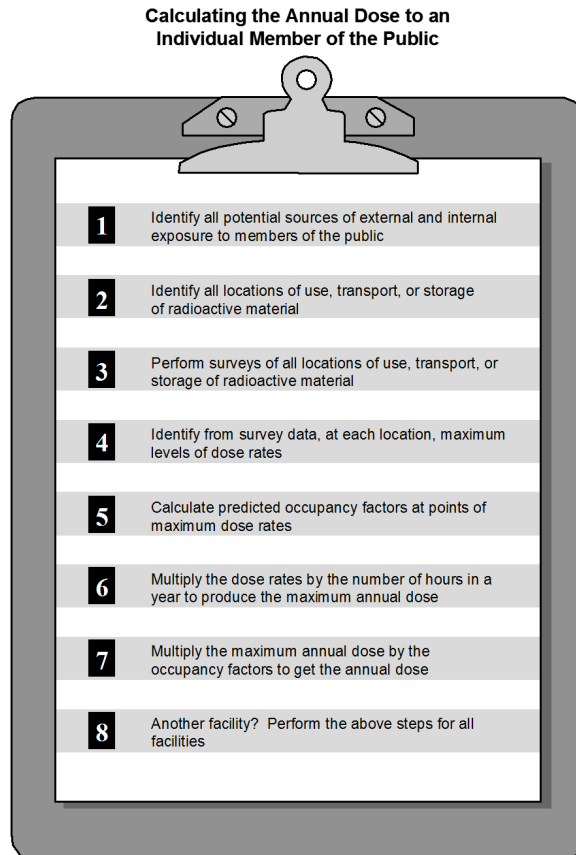 Calculating the Annual Dose to an
Individual Member of the Public
1
Identify all potential sources of external and internal
exposure to members of the public
2
Identify all locations of use, transport, or storage
of radioactive material
3
Perform surveys of all locations of use, transport, or
storage of radioactive material
4
Identify from survey data, at each location, maximum
levels of dose rates
5
Calculate predicted occupancy factors at points of
maximum dose rates
6
Multiply the dose rates by the number of hours in a
year to produce the maximum annual dose
7
Multiply the maximum annual dose by the
occupancy factors to get the annual dose
8
Another facility?  Perform the above steps for all
facilities